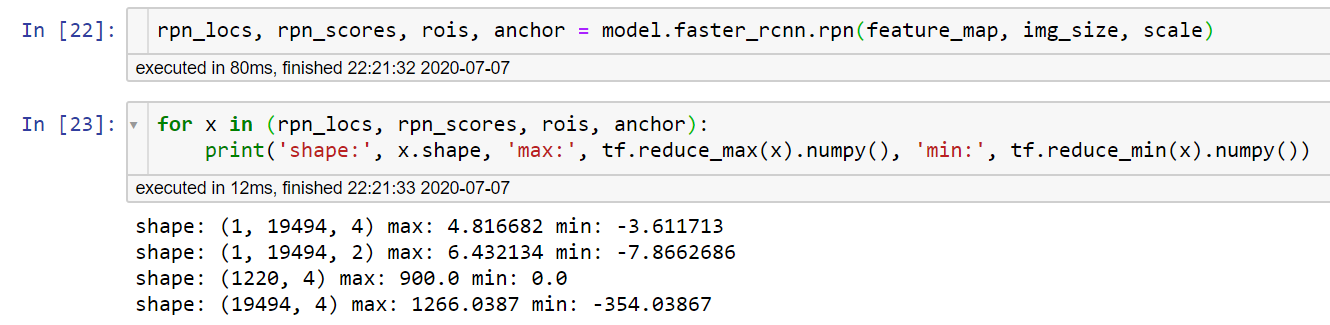 In [22]: rpn_locs, rpn_scores, rois, anchor = model.faster_rcnn.rpn(feature_map, img_size, scale)
executed in 80ms, finished 22:21:32 2020-07-07
In [23]: for x in (rpn_locs, rpn_scores, rois, anchor):
print('shape:', x.shape, 'max:', tf.reduce_max(x).numpy(), 'min:', tf.reduce_min(x).numpy())
executed in 12ms, finished 22:21:33 2020-07-07
shape: (1, 19494, 4) max: 4.816682 min: -3.611713
shape: (1, 19494, 2) max: 6.432134 min: -7.8662686
shape: (1220, 4) max: 900.0 min: 0.0
shape: (19494, 4) max: 1266.0387 min: -354.03867